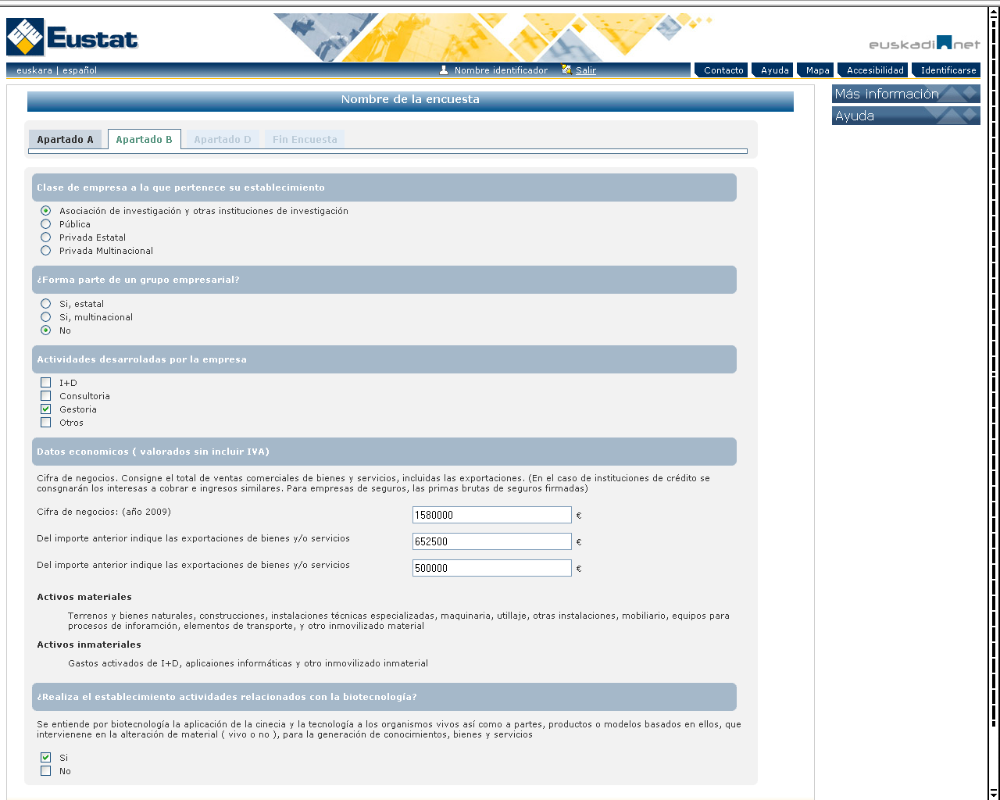 Eustat
euskadi net
euskara | español
Nombre identificador
Salir
Contacto
Ayuda
Mapa
Accesibilidad
Identificarse
Nombre de la encuesta
Más información
Ayuda
Apartado A
Apartado B
Apartado D
Fin Encuesta
Clase de empresa a la que pertenece su establecimiento
Asociación de investigación y otras instituciones de investigación
Pública
Privada Estatal
Privada Multinacional
¿Forma parte de un grupo empresarial?
Si, estatal
Si, multinacional
No
Actividades desarroladas por la empresa
I+D
Consultoria
Gestoria
Otros
Datos economicos ( valorados sin incluir IVA)
Cifra de negocios. Consigne el total de ventas comerciales de bienes y servicios, incluidas las exportaciones. (En el caso de instituciones de crédito se
consgnarán los interesas a cobrar e ingresos similares. Para empresas de seguros, las primas brutas de seguros firmadas)
Cifra de negocios: (año 2009) 1580000 €
Del importe anterior indique las exportaciones de bienes y/o servicios 652500 €
Del importe anterior indique las exportaciones de bienes y/o servicios 500000 €
Activos materiales
Terrenos y bienes naturales, construcciones, instalaciones técnicas especializadas, maquinaria, utillaje, otras instalaciones, mobiliario, equipos para
procesos de inforamción, elementos de transporte, y otro inmovilizado material
Activos inmateriales
Gastos activados de I+D, aplicaiones informáticas y otro inmovilizado inmaterial
¿Realiza el establecimiento actividades relacionados con la biotecnología?
Se entiende por biotecnología la aplicación de la cinecia y la tecnología a los organismos vivos así como a partes, productos o modelos basados en ellos, que
intervienene en la alteración de material ( vivo o no ), para la generación de conocimientos, bienes y servicios
Si
No